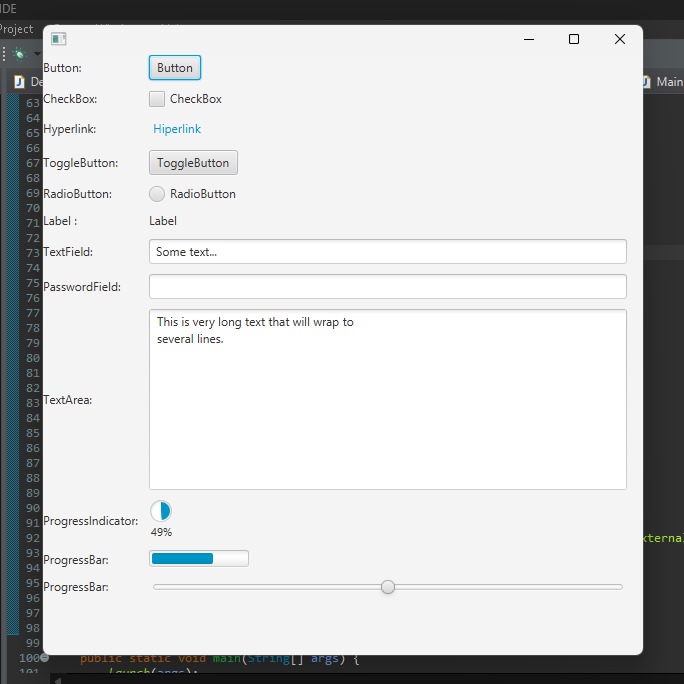 IDE
Project
De
Main
Button: Button
CheckBox: CheckBox
Hyperlink: Hiperlink
ToggleButton: ToggleButton
RadioButton: RadioButton
Label : Label
TextField: Some text...
PasswordField:
This is very long text that will wrap to
several lines.
TextArea:
ProgressIndicator:
49%
ProgressBar:
ProgressBar:
63
64
65
66
67
68
69
70
71
72
73
74
75
76
77
78
79
80
81
82
83
84
85
86
87
88
89
90
91
92 xterna
93
94
95
96
97
98
99
100 public static void main(String[] args) {
101 launch(args);